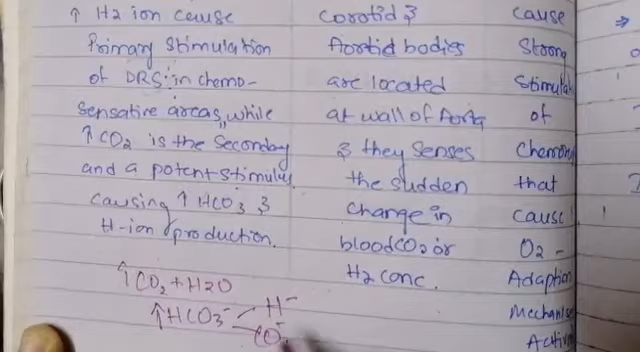 ↑ H2 ion cause
Primary Stimulation
of DRS: in chemo-
Sensative areas, while
↑ CO2 is the Secondary
and a potent stimulus
causing ↑ HCO3 &
H-ion production.
↑CO2 + H2O
↑HCO3⁻ H⁻
Corotid &
Aortid bodies
are located
at wall of Aorta
& they Senses
the sudden
change in
blood CO2 or
H2 conc.
Cause
Strong
of
that
cause
O2 -
Adaption